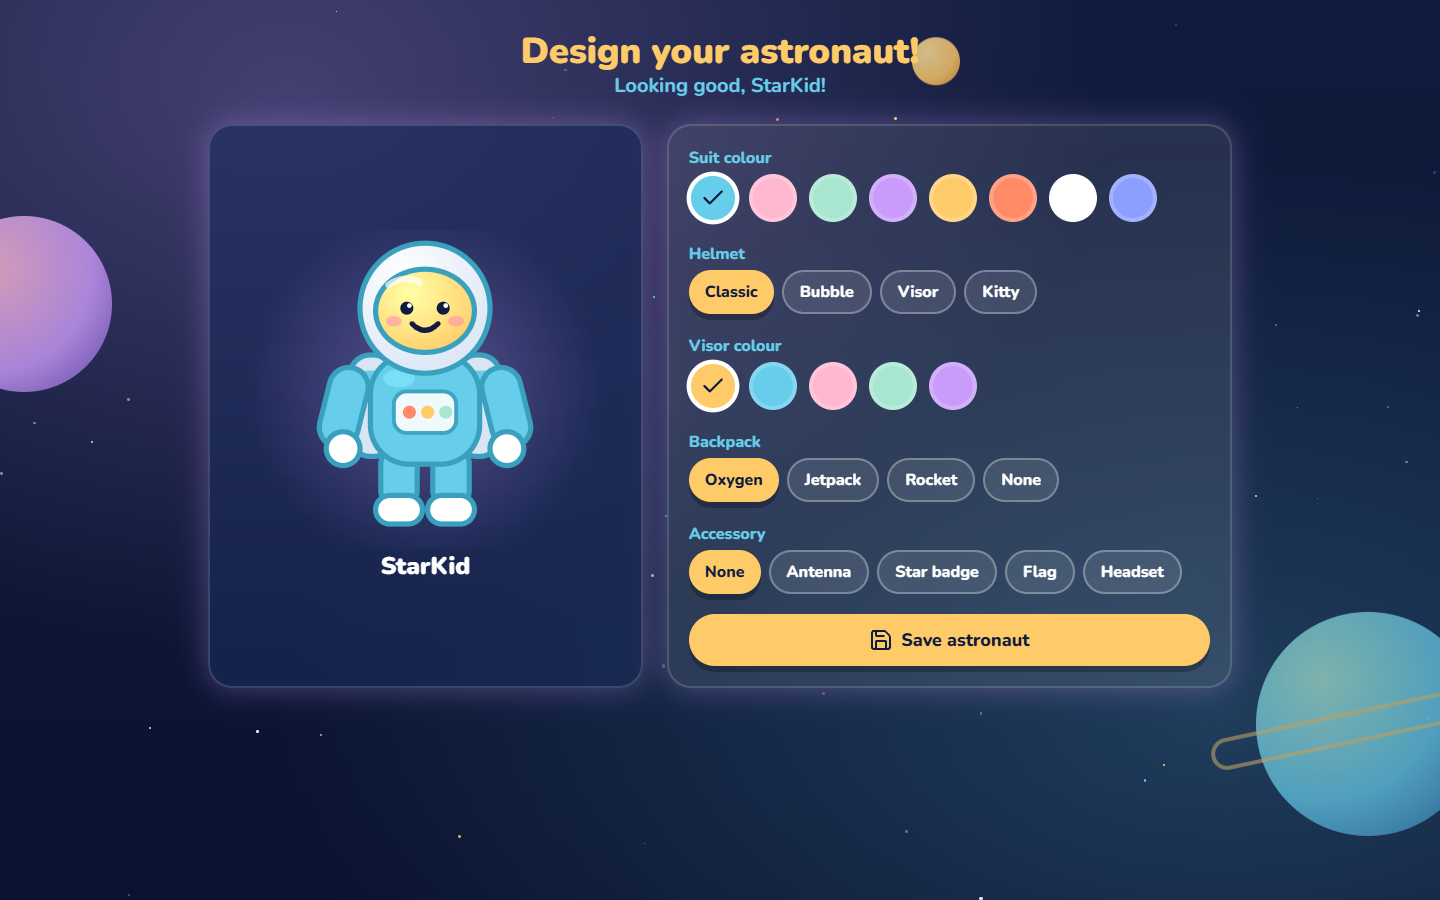 Design your astronaut!
Looking good, StarKid!
StarKid
Suit colour
Helmet
Classic Bubble Visor Kitty
Visor colour
Backpack
Oxygen Jetpack Rocket None
Accessory
None Antenna Star badge Flag Headset
Save astronaut